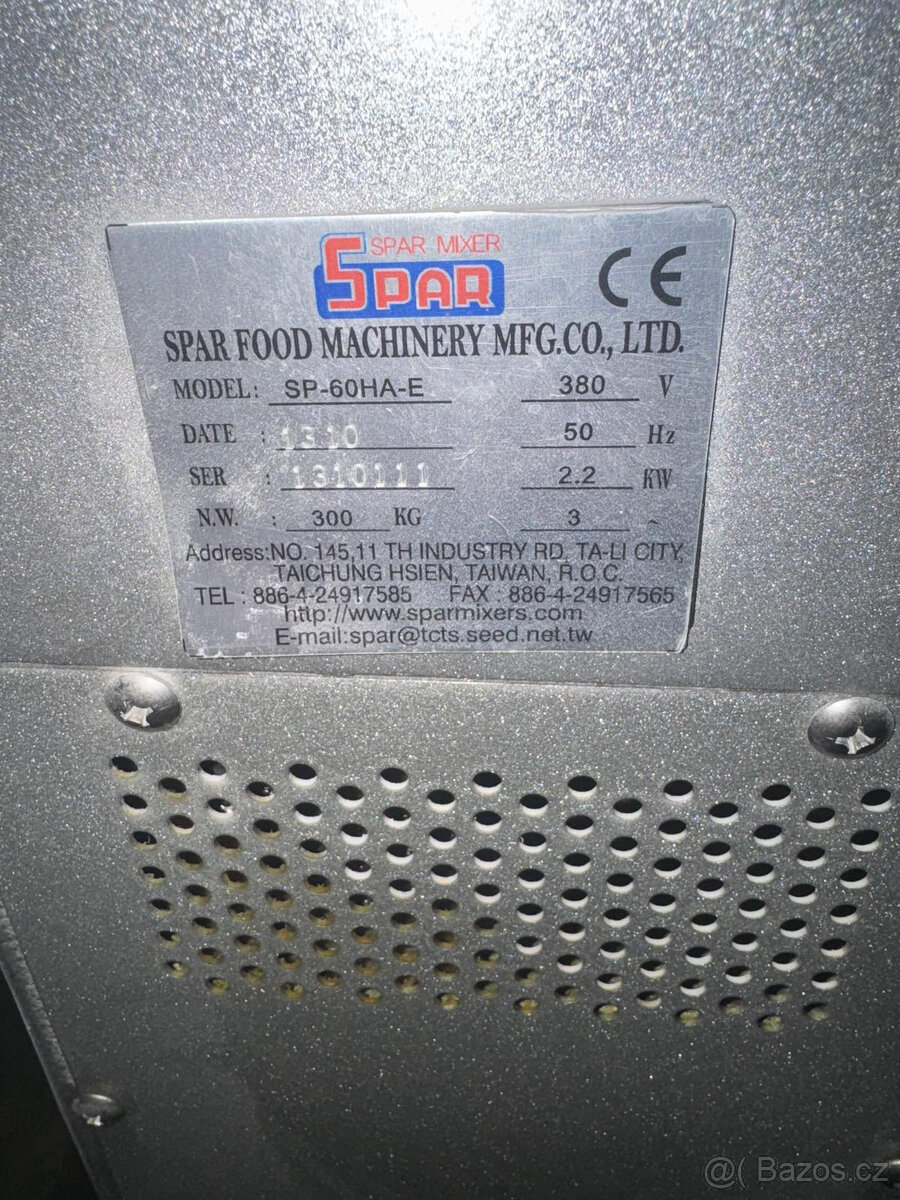 SPAR MIXER
SPAR
CE
SPAR FOOD MACHINERY MFG.CO., LTD.
MODEL: SP-60HA-E 380 V
DATE : 1310 50 Hz
SER : 1310111 2.2 KW
N.W. : 300 KG 3 ~
Address:NO. 145,11 TH INDUSTRY RD. TA-LI CITY,
TAICHUNG HSIEN, TAIWAN, R.O.C.
TEL : 886-4-24917585 FAX : 886-4-24917565
http://www.sparmixers.com
E-mail:spar@tcts.seed.net.tw
@( Bazos.cz